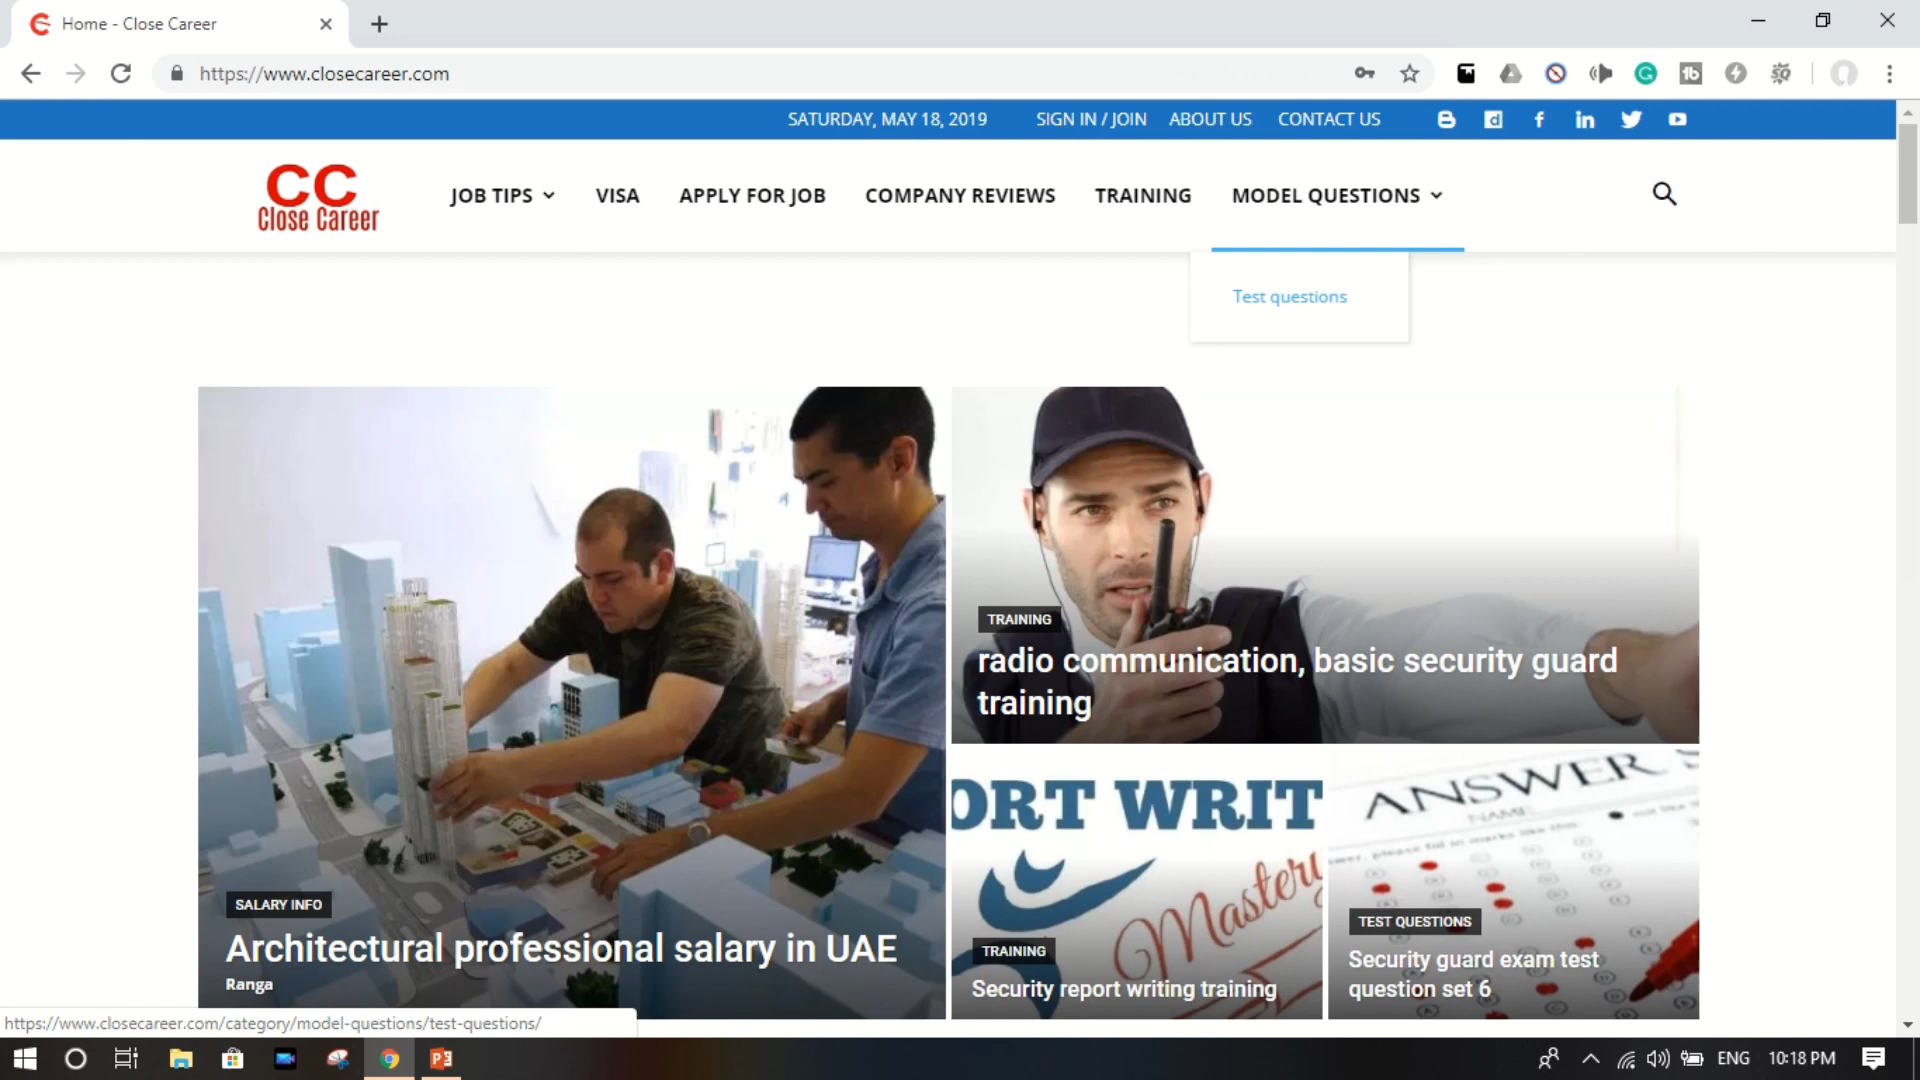 Home - Close Career
https://www.closecareer.com
SATURDAY, MAY 18, 2019 SIGN IN / JOIN ABOUT US CONTACT US
CC
Close Career
JOB TIPS VISA APPLY FOR JOB COMPANY REVIEWS TRAINING MODEL QUESTIONS
Test questions
TRAINING
radio communication, basic security guard
training
SALARY INFO
Architectural professional salary in UAE
Ranga
ORT WRIT
Mastery
TRAINING
Security report writing training
ANSWER S
NAME:
TEST QUESTIONS
Security guard exam test
question set 6
https://www.closecareer.com/category/model-questions/test-questions/
ENG 10:18 PM